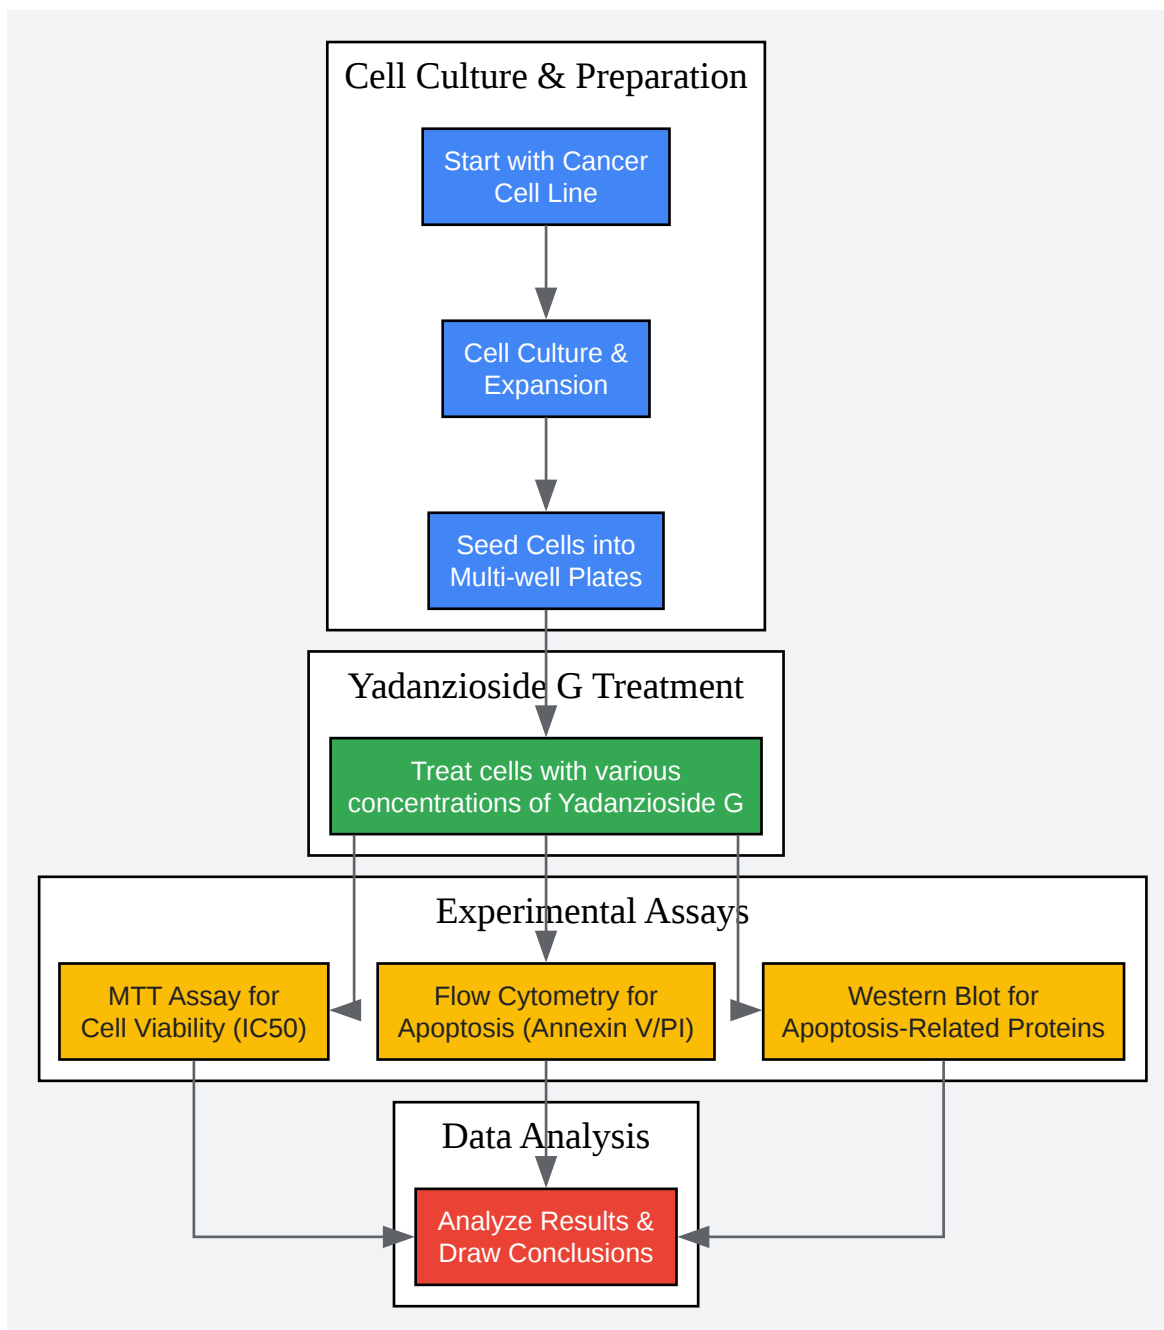 Cell Culture & Preparation
Start with Cancer
Cell Line
Cell Culture &
Expansion
Seed Cells into
Multi-well Plates
Yadanzioside G Treatment
Treat cells with various
concentrations of Yadanzioside G
Experimental Assays
MTT Assay for
Cell Viability (IC50)
Flow Cytometry for
Apoptosis (Annexin V/PI)
Western Blot for
Apoptosis-Related Proteins
Data Analysis
Analyze Results &
Draw Conclusions